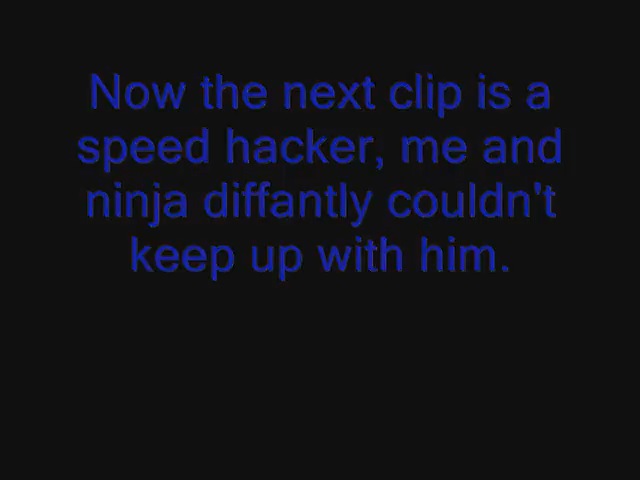 Now the next clip is a
speed hacker, me and
ninja diffantly couldn't
keep up with him.